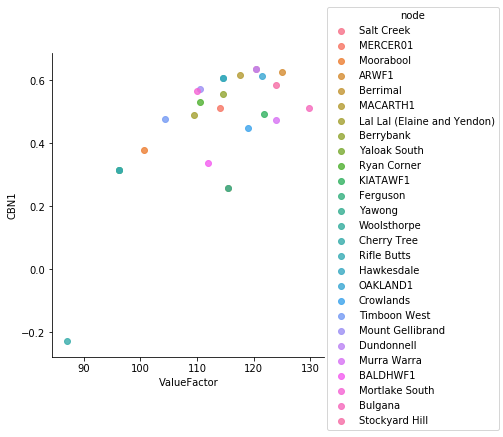 node
Salt Creek
MERCER01
Moorabool
ARWF1
Berrimal
MACARTH1
Lal Lal (Elaine and Yendon)
Berrybank
Yaloak South
Ryan Corner
KIATAWF1
Ferguson
Yawong
Woolsthorpe
Cherry Tree
Rifle Butts
Hawkesdale
OAKLAND1
Crowlands
Timboon West
Mount Gellibrand
Dundonnell
Murra Warra
BALDHWF1
Mortlake South
Bulgana
Stockyard Hill
0.6
0.4
0.2
0.0
−0.2
CBN1
90 100 110 120 130
ValueFactor